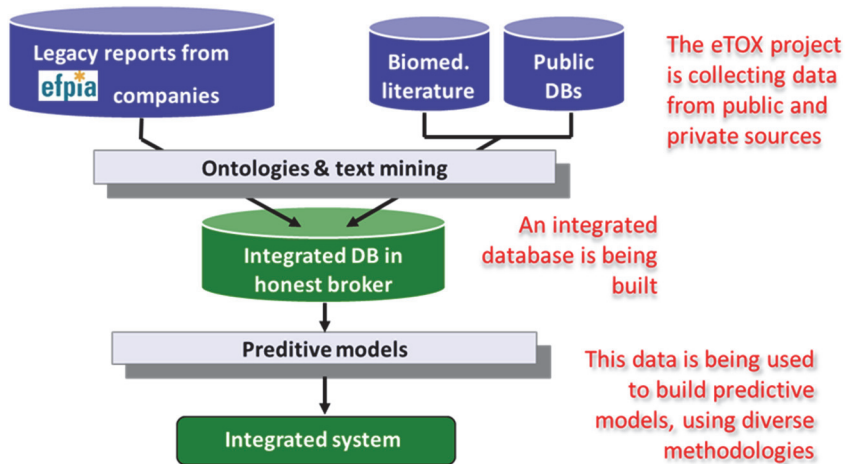 Legacy reports from
efpia companies
Biomed.
literature
Public
DBs
The eTOX project
is collecting data
from public and
private sources
Ontologies & text mining
Integrated DB in
honest broker
An integrated
database is being
built
Preditive models
This data is being used
to build predictive
models, using diverse
methodologies
Integrated system